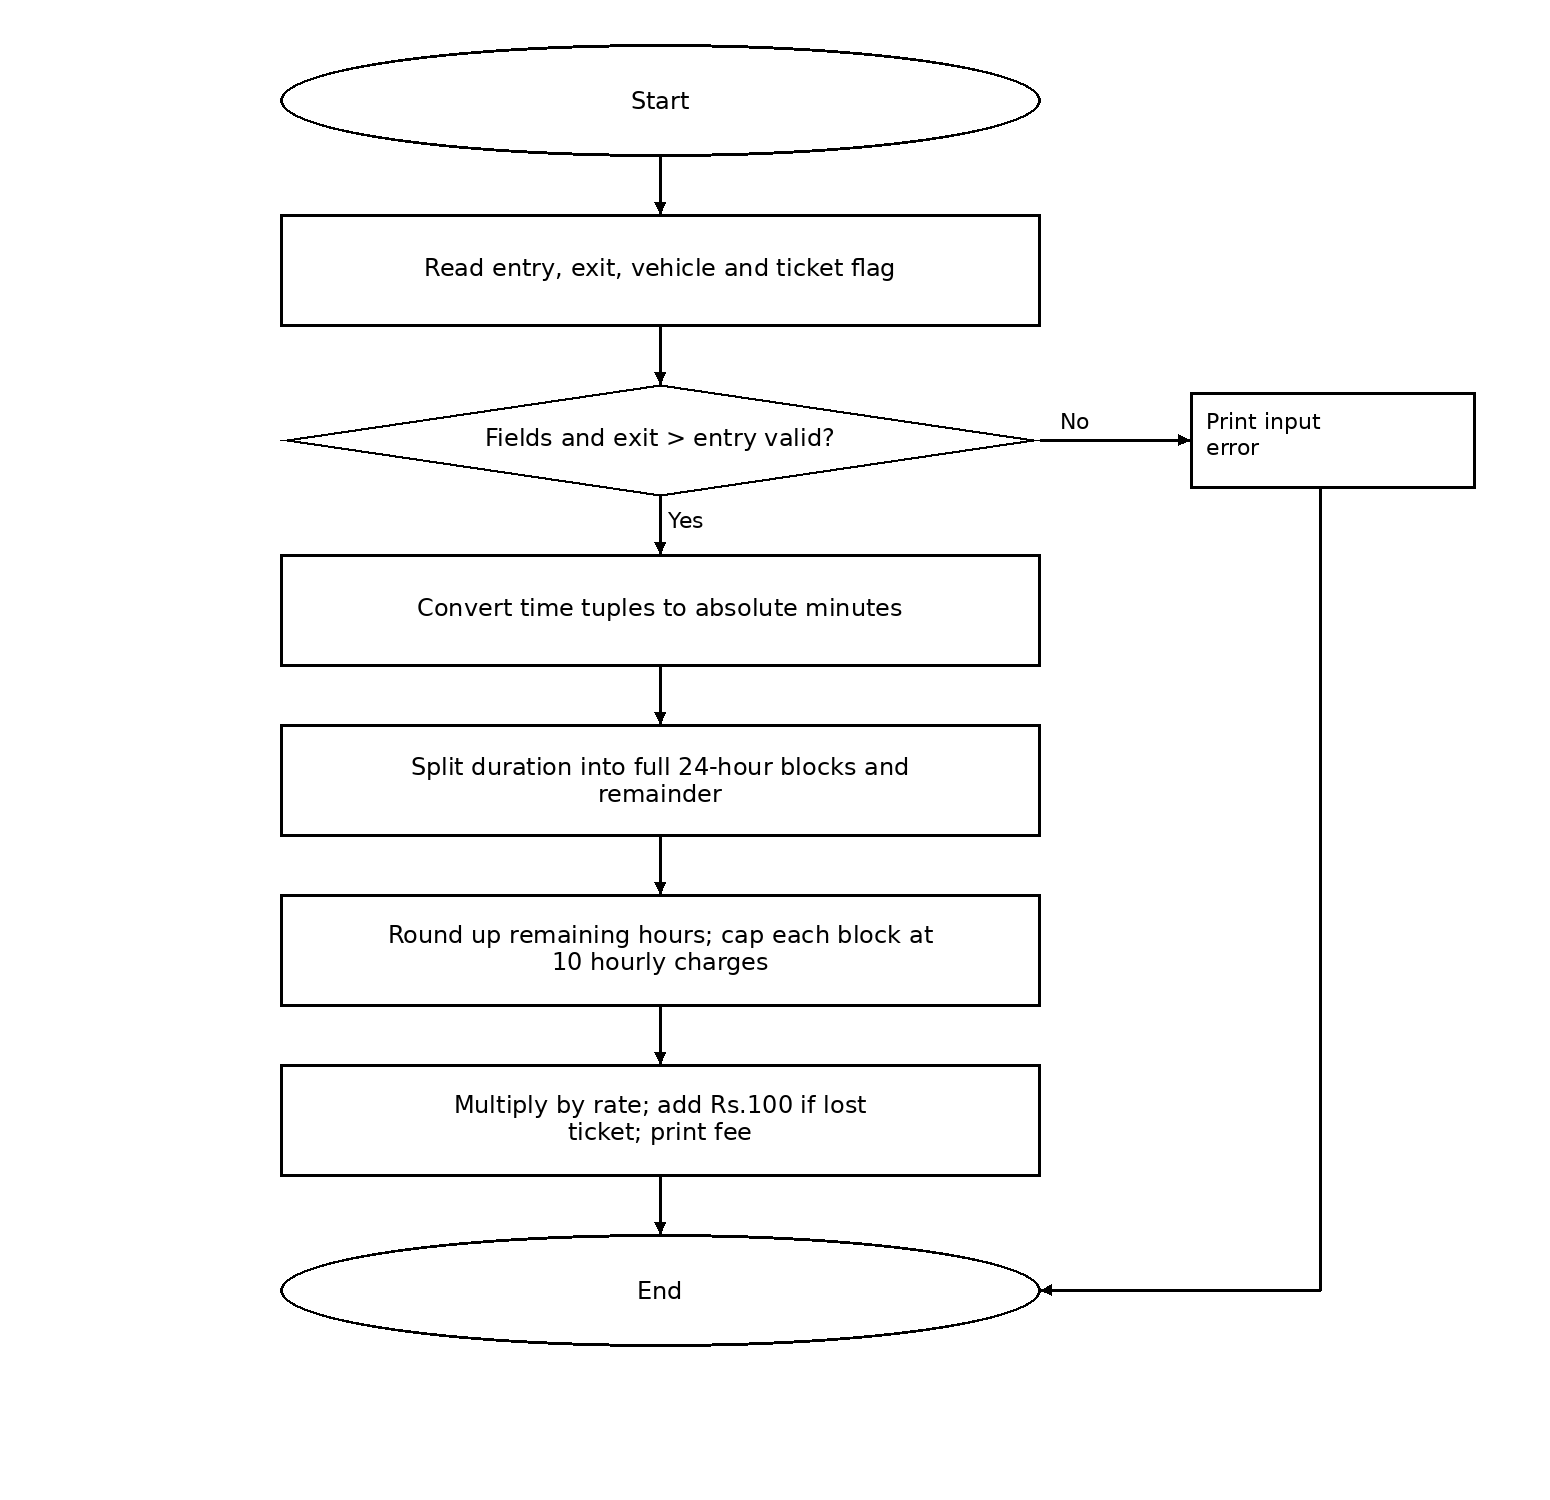 Start
Read entry, exit, vehicle and ticket flag
Fields and exit > entry valid?
No
Print input
error
Yes
Convert time tuples to absolute minutes
Split duration into full 24-hour blocks and
remainder
Round up remaining hours; cap each block at
10 hourly charges
Multiply by rate; add Rs.100 if lost
ticket; print fee
End